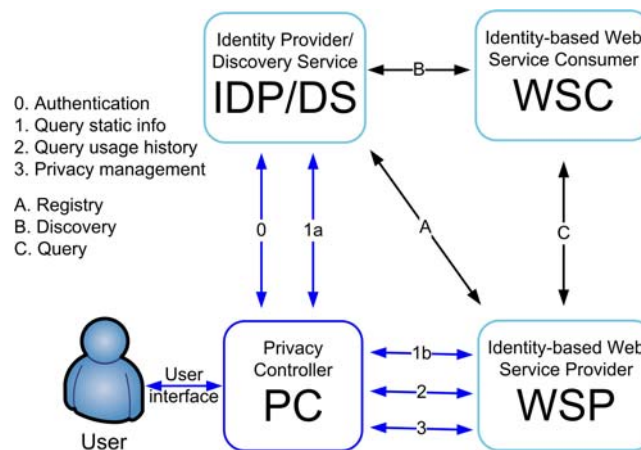 Identity Provider/
Discovery Service
IDP/DS
B
Identity-based Web
Service Consumer
WSC
0. Authentication
1. Query static info
2. Query usage history
3. Privacy management
A. Registry
B. Discovery
C. Query
0
1a
A
C
User
interface
User
Privacy
Controller
PC
1b
2
3
Identity-based Web
Service Provider
WSP